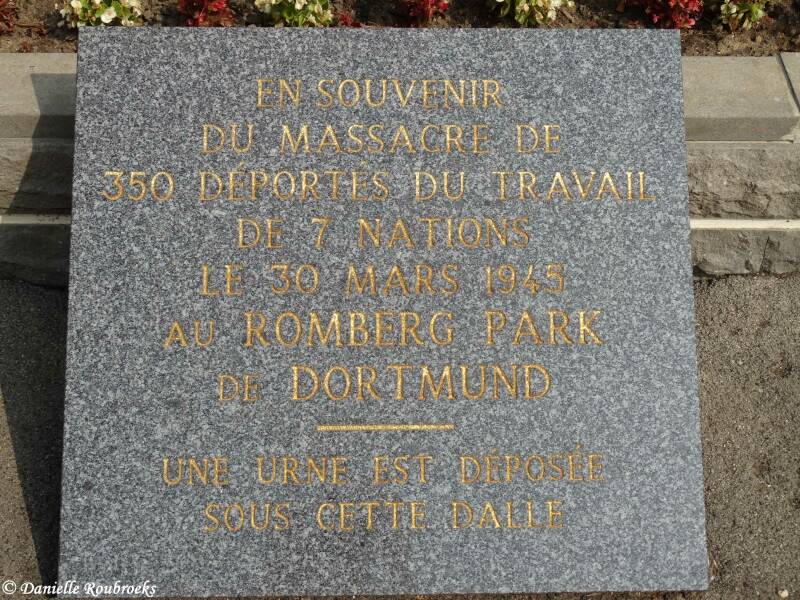 EN SOUVENIR
DU MASSACRE DE
350 DÉPORTÉS DU TRAVAIL
DE 7 NATIONS
LE 30 MARS 1945
AU ROMBERG PARK
DE DORTMUND
UNE URNE EST DÉPOSÉE
SOUS CETTE DALLE
© Danielle Roubroeks